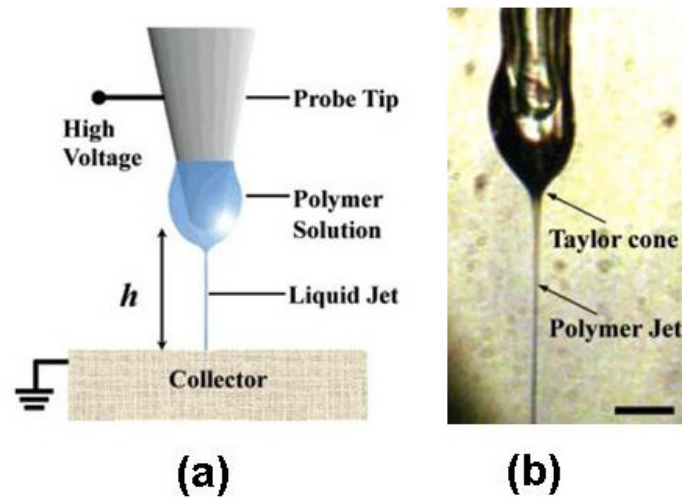 High
Voltage
Probe Tip
Polymer
Solution
h
Liquid Jet
Collector
Taylor cone
Polymer Jet
(a)
(b)